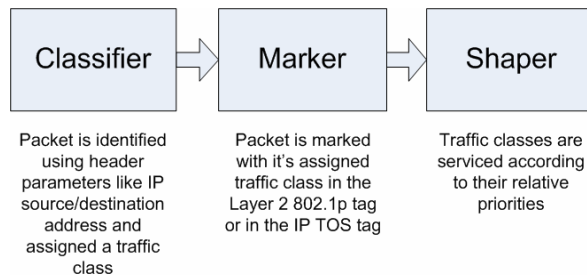 Classifier
Marker
Shaper
Packet is identified
using header
parameters like IP
source/destination
address and
assigned a traffic
class
Packet is marked
with it's assigned
traffic class in the
Layer 2 802.1p tag
or in the IP TOS tag
Traffic classes are
serviced according
to their relative
priorities